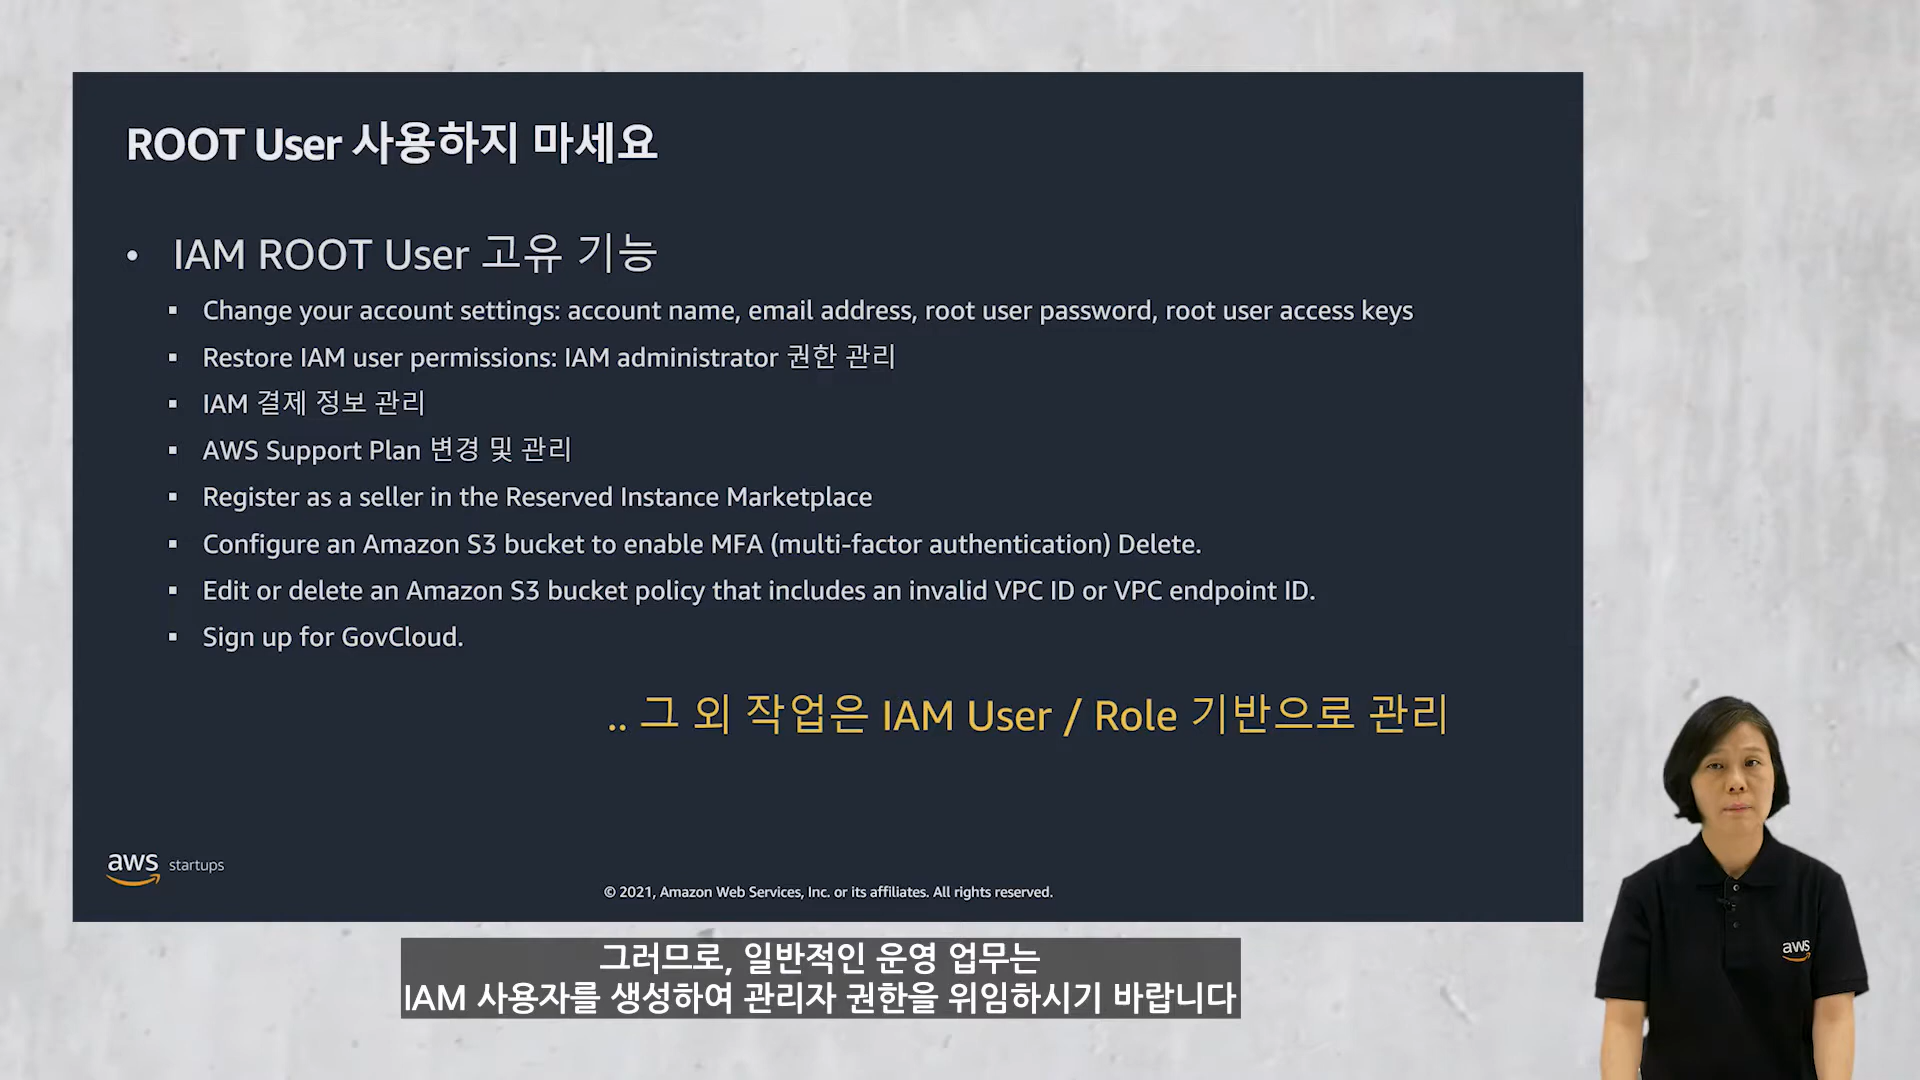 ROOT User 사용하지 마세요
• IAM ROOT User 고유 기능
▪ Change your account settings: account name, email address, root user password, root user access keys
▪ Restore IAM user permissions: IAM administrator 권한 관리
▪ IAM 결제 정보 관리
▪ AWS Support Plan 변경 및 관리
▪ Register as a seller in the Reserved Instance Marketplace
▪ Configure an Amazon S3 bucket to enable MFA (multi-factor authentication) Delete.
▪ Edit or delete an Amazon S3 bucket policy that includes an invalid VPC ID or VPC endpoint ID.
▪ Sign up for GovCloud.
.. 그 외 작업은 IAM User / Role 기반으로 관리
aws startups
© 2021, Amazon Web Services, Inc. or its affiliates. All rights reserved.
aws
그러므로, 일반적인 운영 업무는
IAM 사용자를 생성하여 관리자 권한을 위임하시기 바랍니다